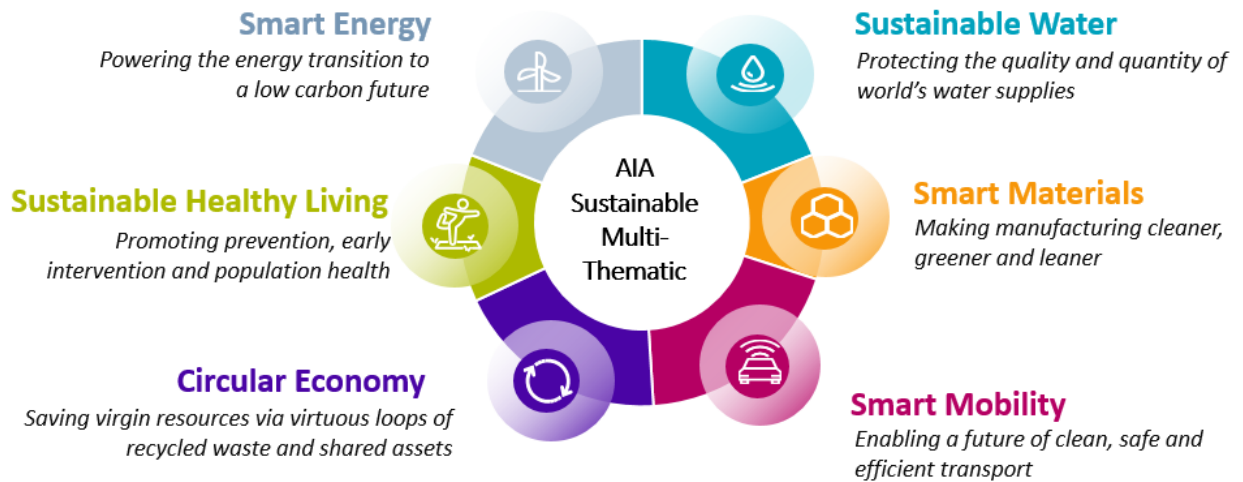 Smart Energy
Powering the energy transition to
a low carbon future
Sustainable Water
Protecting the quality and quantity of
world's water supplies
AIA
Sustainable
Multi-
Thematic
Sustainable Healthy Living
Promoting prevention, early
intervention and population health
Smart Materials
Making manufacturing cleaner,
greener and leaner
Circular Economy
Saving virgin resources via virtuous loops of
recycled waste and shared assets
Smart Mobility
Enabling a future of clean, safe and
efficient transport